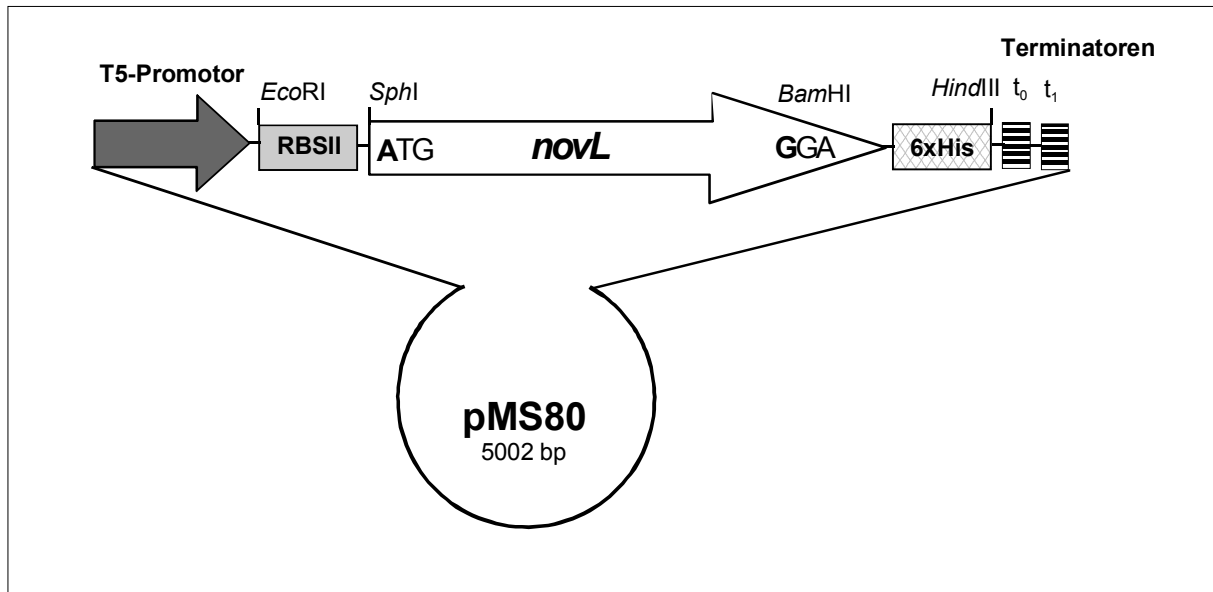 Terminatoren
T5-Promotor
EcoRI SphI BamHI HindIII t0 t1
RBSII ATG novL GGA 6xHis
pMS80
5002 bp